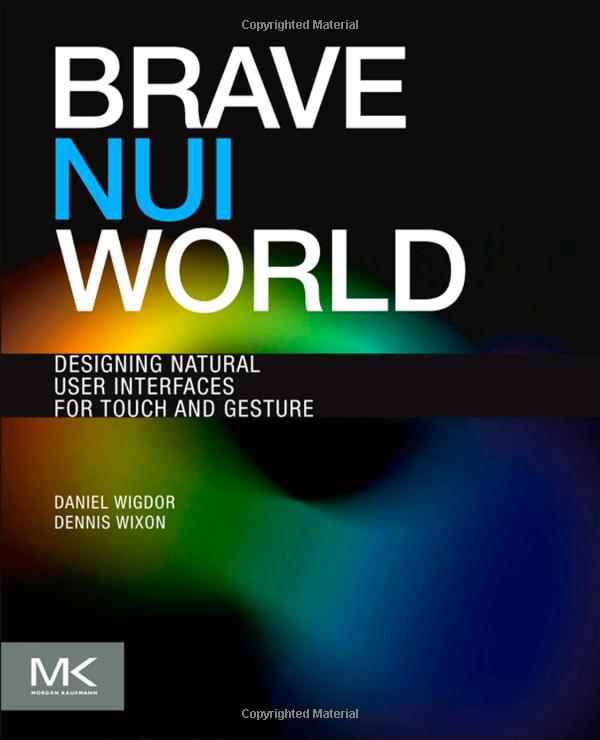 Copyrighted Material
BRAVE
NUI
WORLD
DESIGNING NATURAL
USER INTERFACES
FOR TOUCH AND GESTURE
DANIEL WIGDOR
DENNIS WIXON
MK
MORGAN KAUFMANN
Copyrighted Material